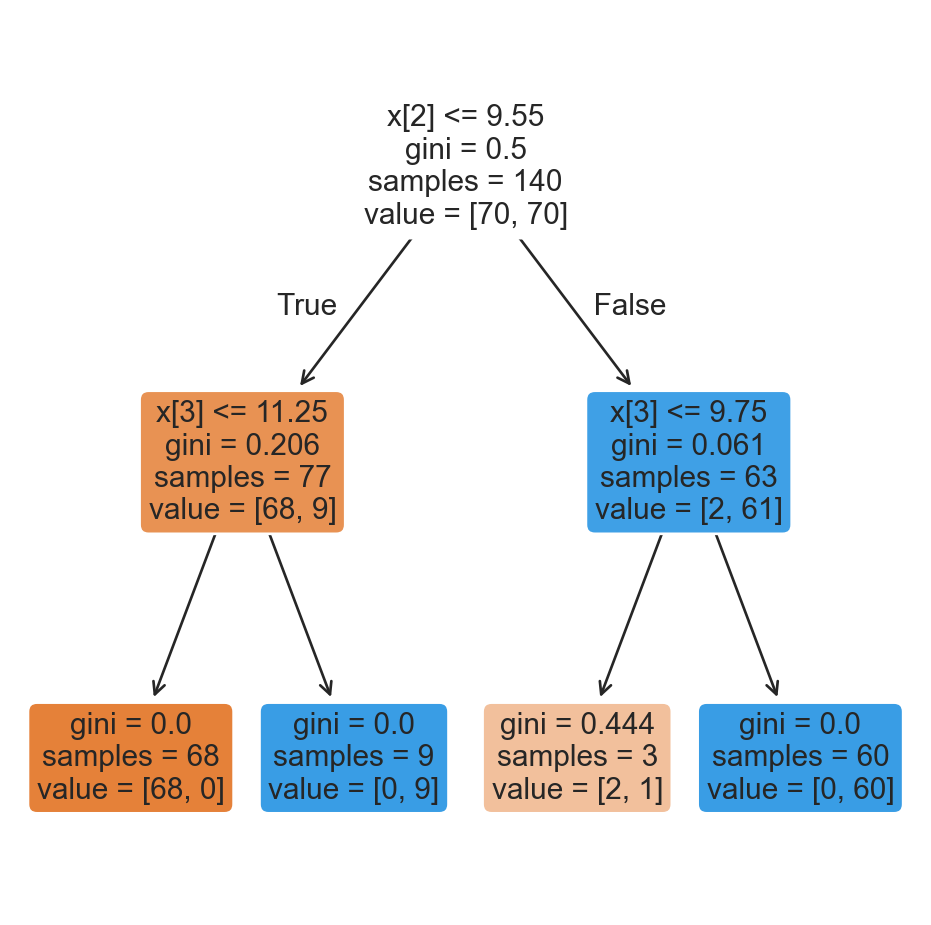 x[2] <= 9.55
gini = 0.5
samples = 140
value = [70, 70]
True
False
x[3] <= 11.25
gini = 0.206
samples = 77
value = [68, 9]
x[3] <= 9.75
gini = 0.061
samples = 63
value = [2, 61]
gini = 0.0
samples = 68
value = [68, 0]
gini = 0.0
samples = 9
value = [0, 9]
gini = 0.444
samples = 3
value = [2, 1]
gini = 0.0
samples = 60
value = [0, 60]